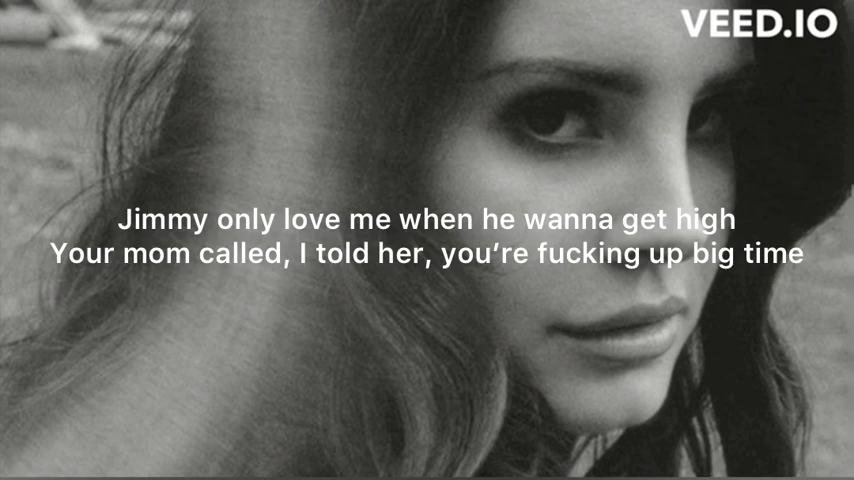 VEED.IO
Jimmy only love me when he wanna get high
Your mom called, I told her, you’re fucking up big time